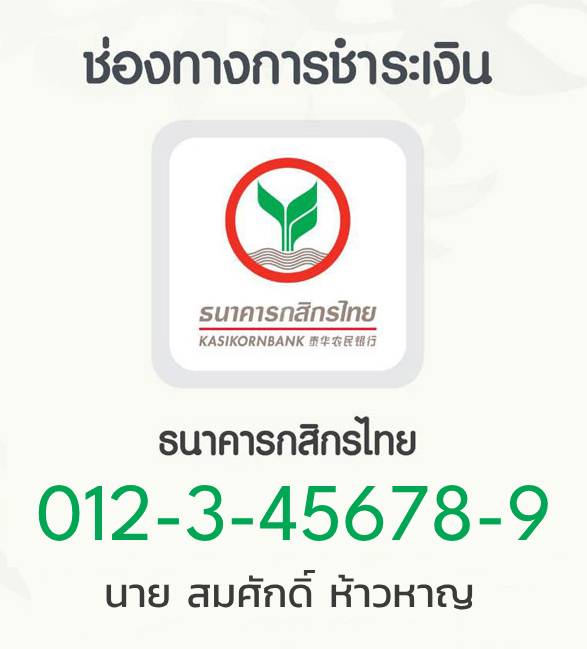 ช่องทางการชำระเงิน
ธนาคารกสิกรไทย
KASIKORNBANK 泰华农民银行
ธนาคารกสิกรไทย
012-3-45678-9
นาย สมศักดิ์ ห้าวหาญ